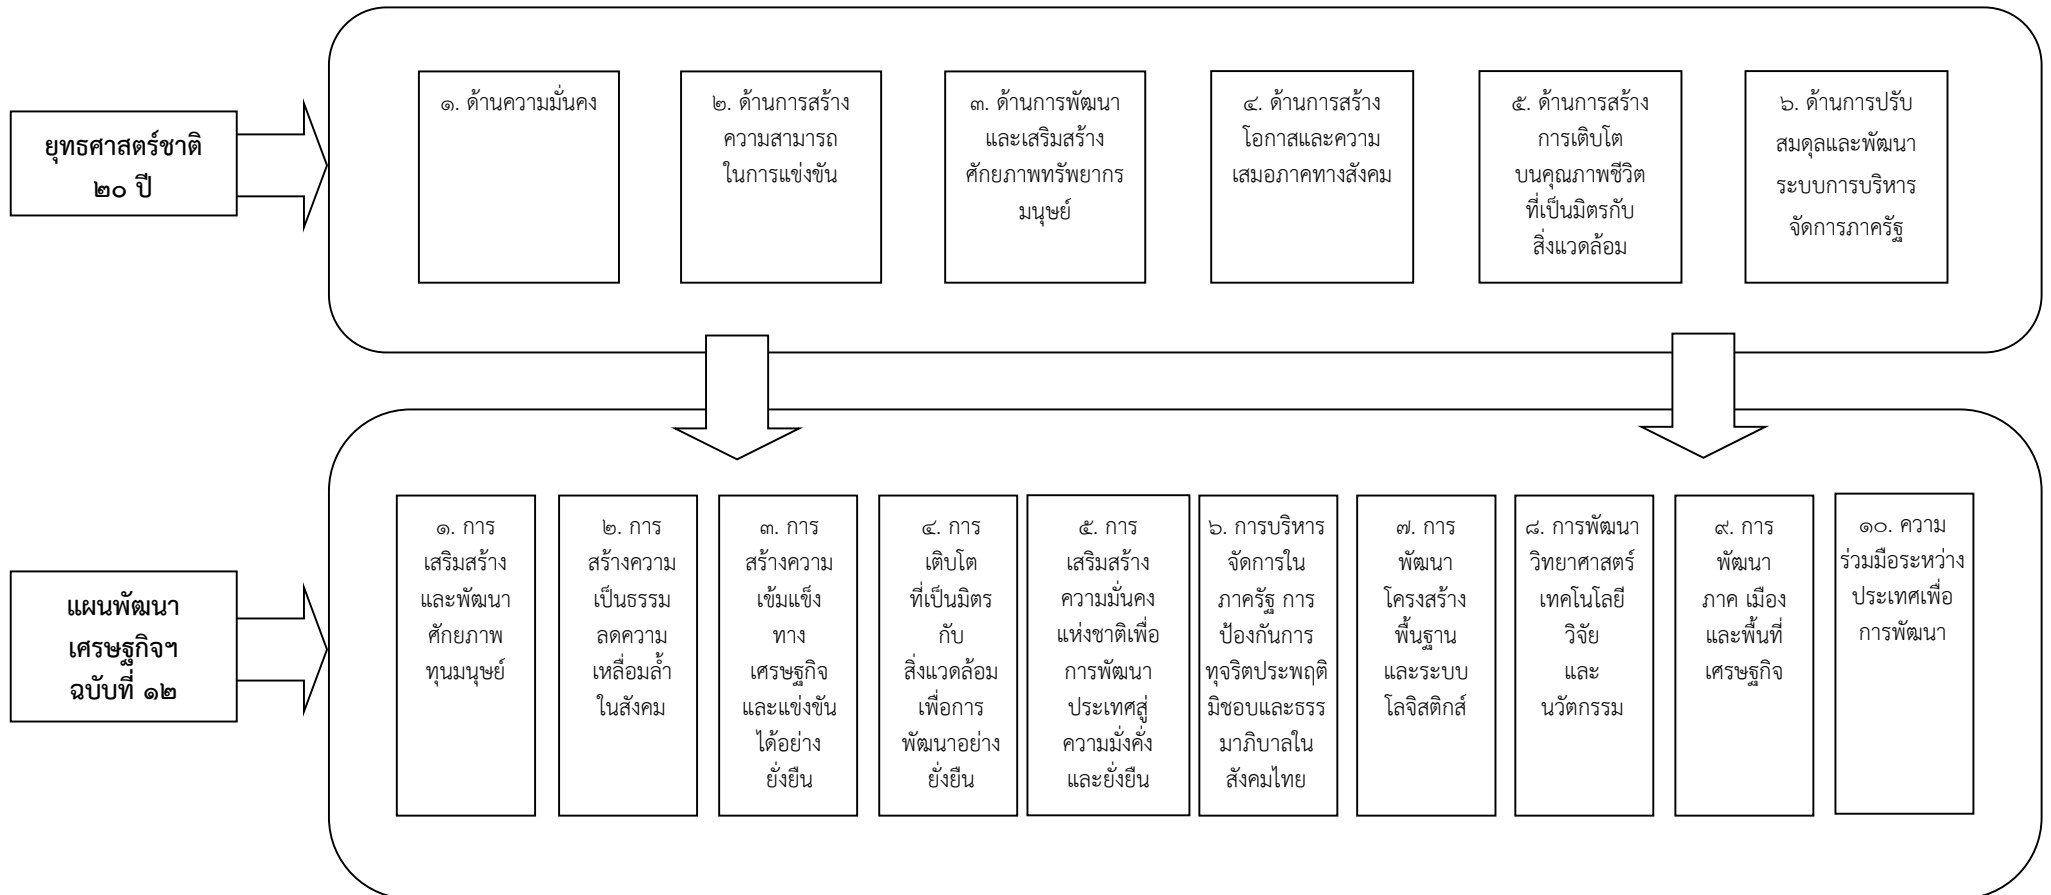 ยุทธศาสตร์ชาติ
๒๐ ปี
๑. ด้านความมั่นคง
๒. ด้านการสร้าง
ความสามารถ
ในการแข่งขัน
๓. ด้านการพัฒนา
และเสริมสร้าง
ศักยภาพทรัพยากร
มนุษย์
๔. ด้านการสร้าง
โอกาสและความ
เสมอภาคทางสังคม
๕. ด้านการสร้าง
การเติบโต
บนคุณภาพชีวิต
ที่เป็นมิตรกับ
สิ่งแวดล้อม
๖. ด้านการปรับ
สมดุลและพัฒนา
ระบบการบริหาร
จัดการภาครัฐ
แผนพัฒนา
เศรษฐกิจฯ
ฉบับที่ ๑๒
๑. การ
เสริมสร้าง
และพัฒนา
ศักยภาพ
ทุนมนุษย์
๒. การ
สร้างความ
เป็นธรรม
ลดความ
เหลื่อมล้ำ
ในสังคม
๓. การ
สร้างความ
เข้มแข็ง
ทาง
เศรษฐกิจ
และแข่งขัน
ได้อย่าง
ยั่งยืน
๔. การ
เติบโต
ที่เป็นมิตร
กับ
สิ่งแวดล้อม
เพื่อการ
พัฒนาอย่าง
ยั่งยืน
๕. การ
เสริมสร้าง
ความมั่นคง
แห่งชาติเพื่อ
การพัฒนา
ประเทศสู่
ความมั่งคั่ง
และยั่งยืน
๖. การบริหาร
จัดการใน
ภาครัฐ การ
ป้องกันการ
ทุจริตประพฤติ
มิชอบและธรร
มาภิบาลใน
สังคมไทย
๗. การ
พัฒนา
โครงสร้าง
พื้นฐาน
และระบบ
โลจิสติกส์
๘. การพัฒนา
วิทยาศาสตร์
เทคโนโลยี
วิจัย
และ
นวัตกรรม
๙. การ
พัฒนา
ภาค เมือง
และพื้นที่
เศรษฐกิจ
๑๐. ความ
ร่วมมือระหว่าง
ประเทศเพื่อ
การพัฒนา